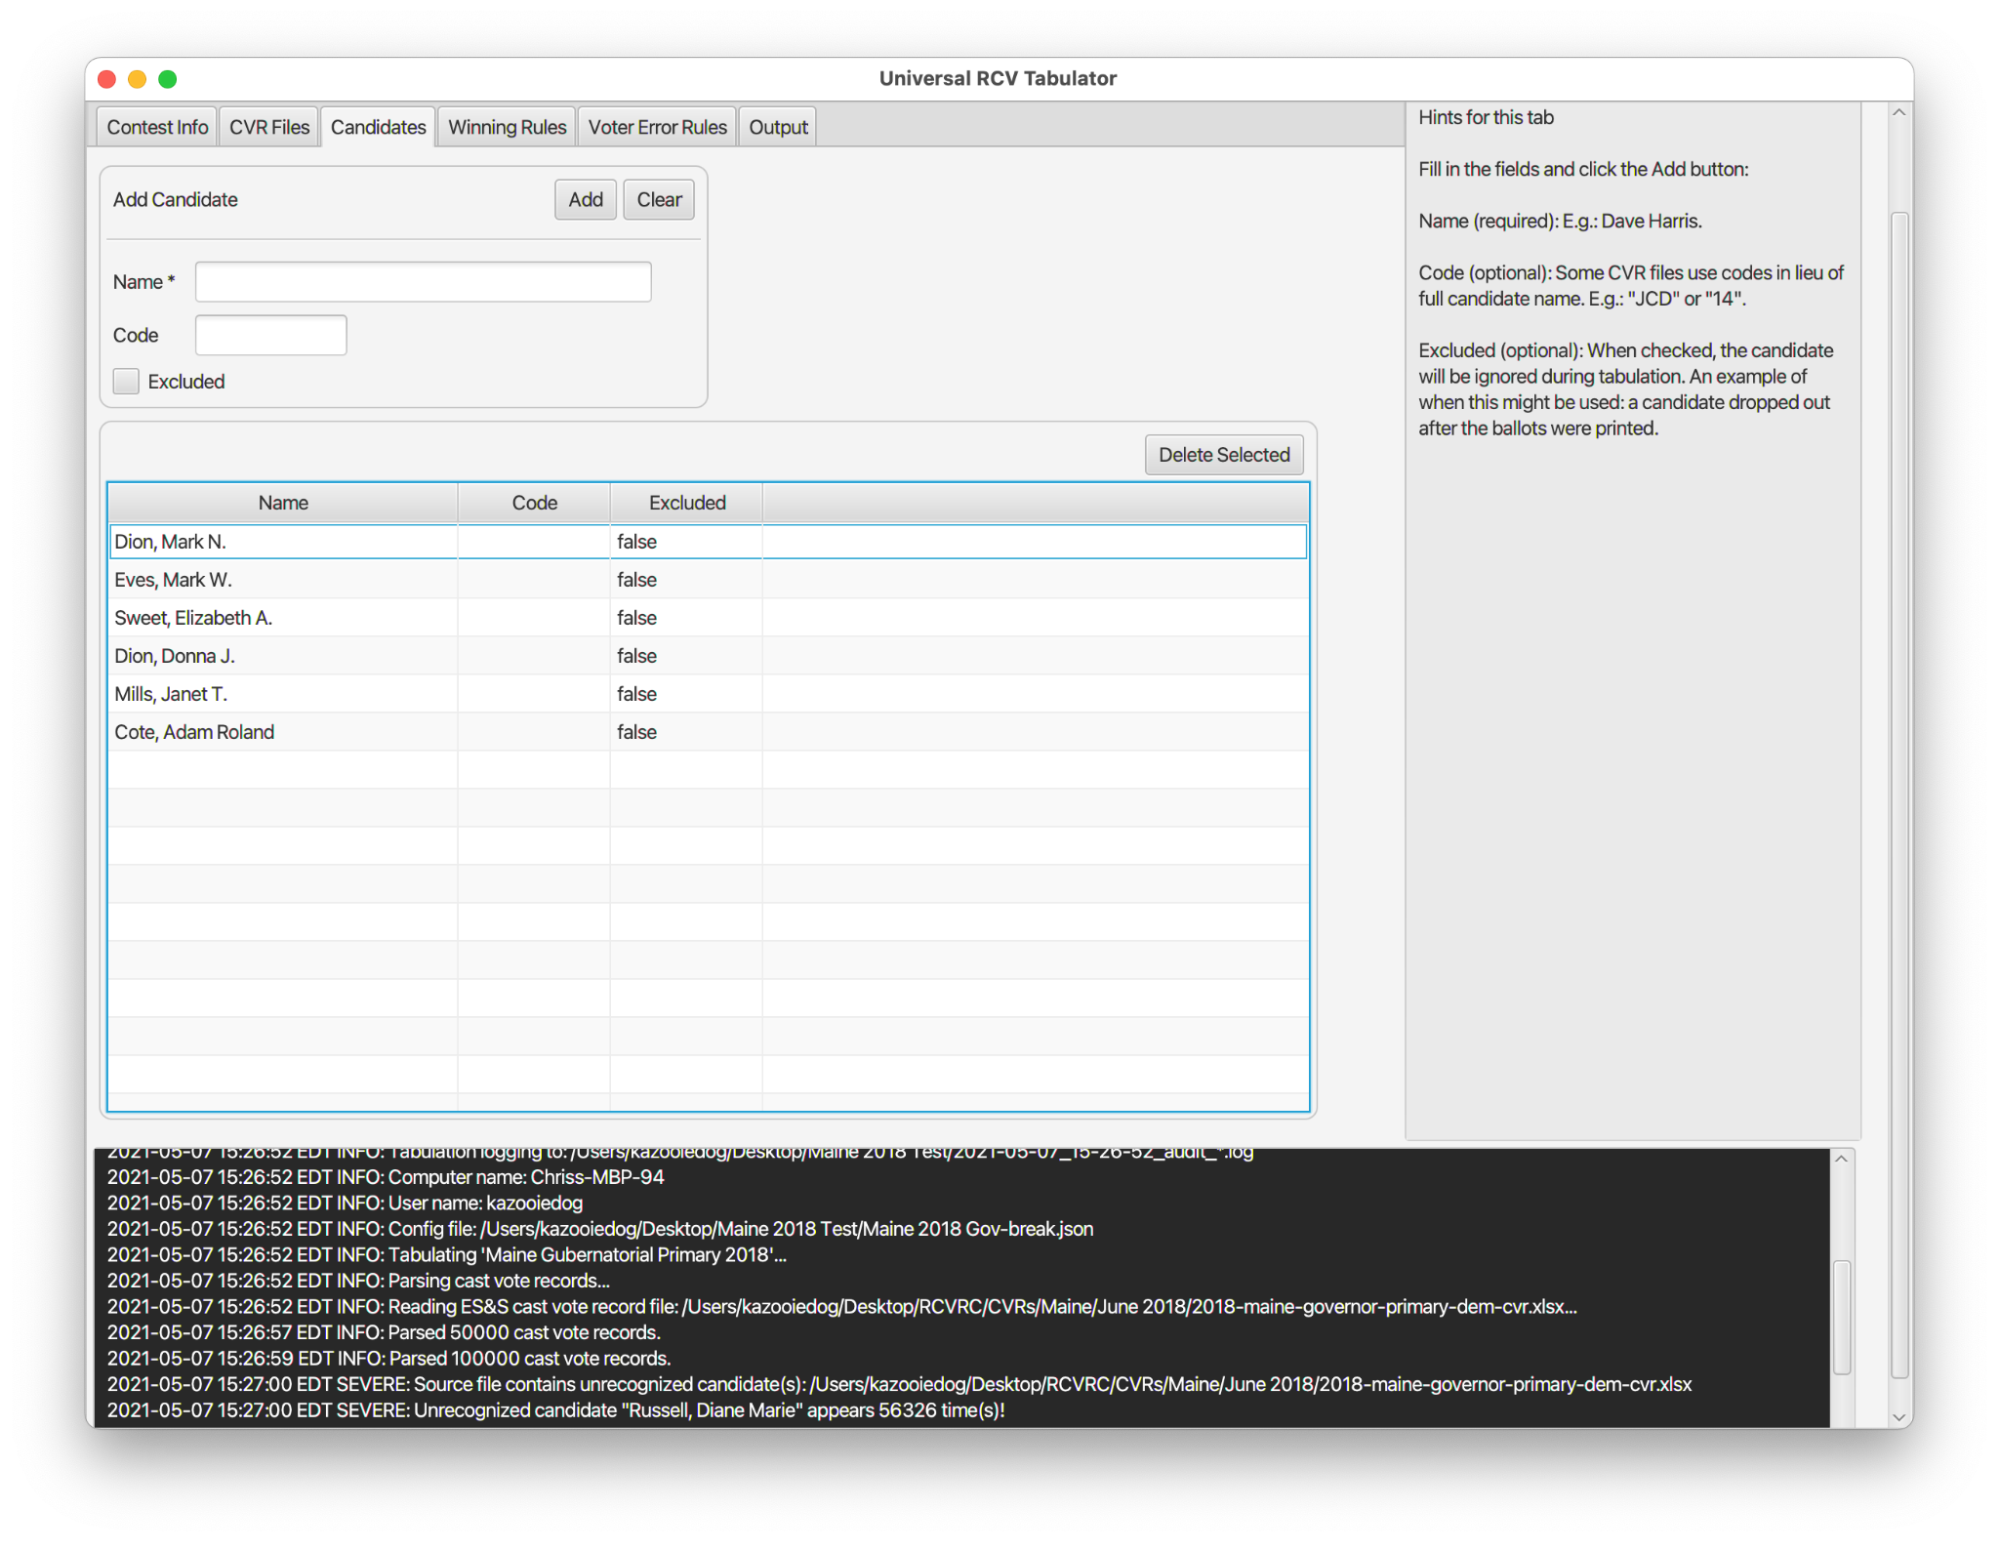 Universal RCV Tabulator
Contest Info
CVR Files
Candidates
Winning Rules
Voter Error Rules
Output
Add Candidate
Add
Clear
Name *
Code
Excluded
Delete Selected
Name Code Excluded
Dion, Mark N. false
Eves, Mark W. false
Sweet, Elizabeth A. false
Dion, Donna J. false
Mills, Janet T. false
Cote, Adam Roland false
Hints for this tab
Fill in the fields and click the Add button:
Name (required): E.g.: Dave Harris.
Code (optional): Some CVR files use codes in lieu of
full candidate name. E.g.: "JCD" or "14".
Excluded (optional): When checked, the candidate
will be ignored during tabulation. An example of
when this might be used: a candidate dropped out
after the ballots were printed.
2021-05-07 15:26:52 EDT INFO: Tabulation logging to: /Users/kazooiedog/Desktop/Maine 2018 Test/2021-05-07_15-26-52_audit_*.log
2021-05-07 15:26:52 EDT INFO: Computer name: Chriss-MBP-94
2021-05-07 15:26:52 EDT INFO: User name: kazooiedog
2021-05-07 15:26:52 EDT INFO: Config file: /Users/kazooiedog/Desktop/Maine 2018 Test/Maine 2018 Gov-break.json
2021-05-07 15:26:52 EDT INFO: Tabulating 'Maine Gubernatorial Primary 2018'...
2021-05-07 15:26:52 EDT INFO: Parsing cast vote records...
2021-05-07 15:26:52 EDT INFO: Reading ES&S cast vote record file: /Users/kazooiedog/Desktop/RCVRC/CVRs/Maine/June 2018/2018-maine-governor-primary-dem-cvr.xlsx...
2021-05-07 15:26:57 EDT INFO: Parsed 50000 cast vote records.
2021-05-07 15:26:59 EDT INFO: Parsed 100000 cast vote records.
2021-05-07 15:27:00 EDT SEVERE: Source file contains unrecognized candidate(s): /Users/kazooiedog/Desktop/RCVRC/CVRs/Maine/June 2018/2018-maine-governor-primary-dem-cvr.xlsx
2021-05-07 15:27:00 EDT SEVERE: Unrecognized candidate "Russell, Diane Marie" appears 56326 time(s)!